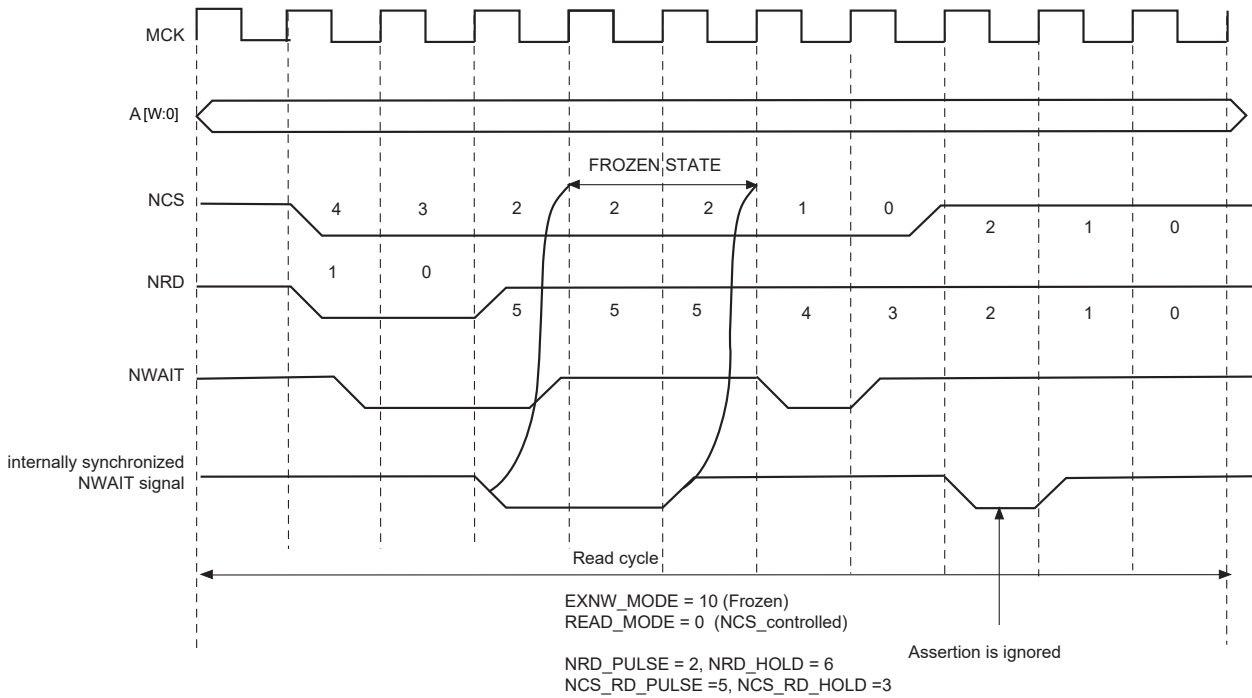 MCK
A [W:0]
FROZEN STATE
NCS
4 3 2 2 2 1 0
2 1 0
1 0
NRD
5 5 5 4 3 2 1 0
NWAIT
internally synchronized
NWAIT signal
Read cycle
EXNW_MODE = 10 (Frozen)
READ_MODE = 0 (NCS_controlled)
Assertion is ignored
NRD_PULSE = 2, NRD_HOLD = 6
NCS_RD_PULSE =5, NCS_RD_HOLD =3